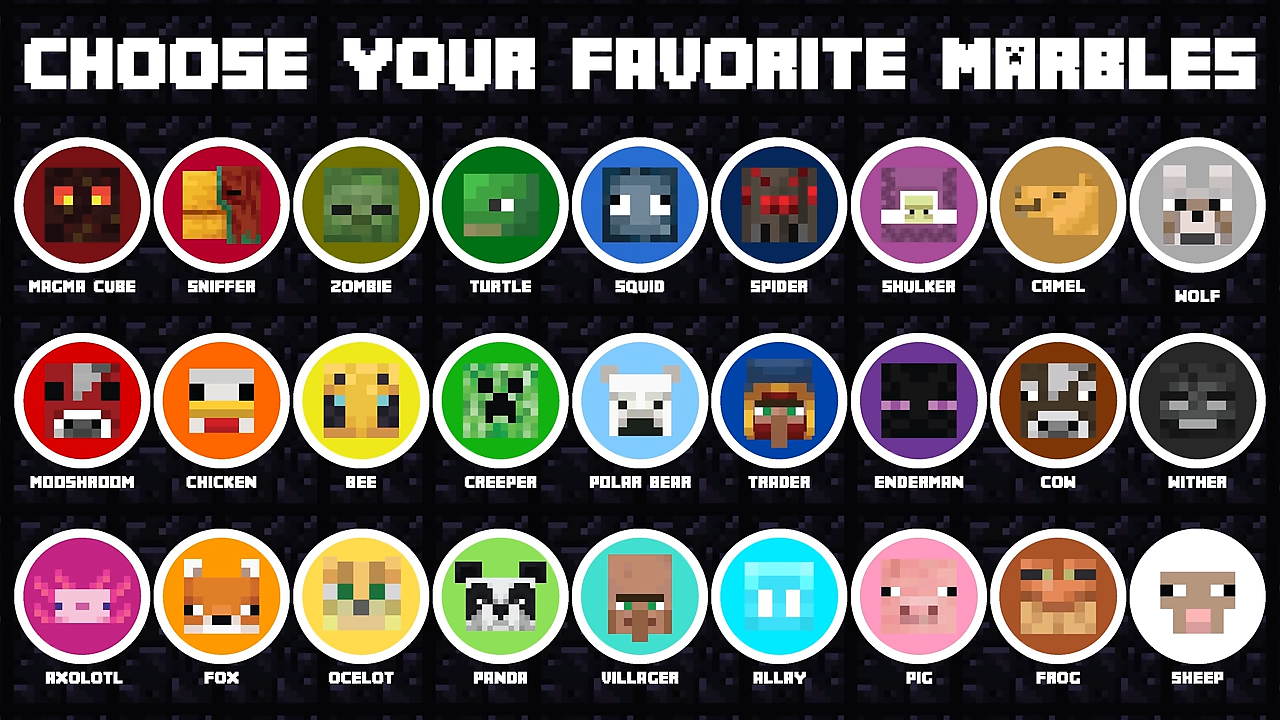 CHOOSE YOUR FAVORITE MARBLES
MAGMA CUBE SNIFFER ZOMBIE TURTLE SQUID SPIDER SHULKER CAMEL WOLF
MOOSHROOM CHICKEN BEE CREEPER POLAR BEAR TRADER ENDERMAN COW WITHER
AXOLOTL FOX OCELOT PANDA VILLAGER ALLAY PIG FROG SHEEP